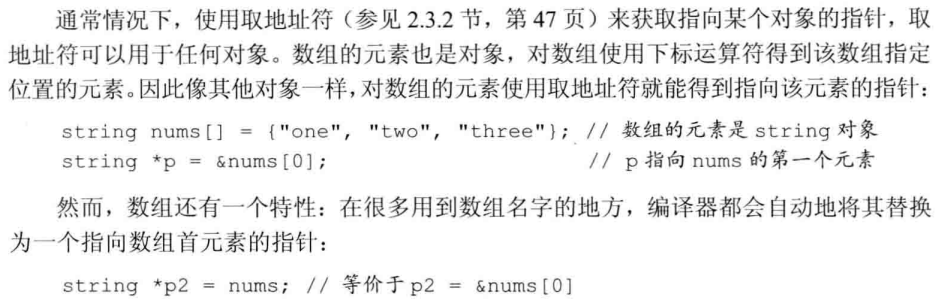 通常情况下，使用取地址符（参见 2.3.2 节，第 47 页）来获取指向某个对象的指针，取
地址符可以用于任何对象。数组的元素也是对象，对数组使用下标运算符得到该数组指定
位置的元素。因此像其他对象一样，对数组的元素使用取地址符就能得到指向该元素的指针：
string nums[] = {"one", "two", "three"}; // 数组的元素是 string 对象
string *p = &nums[0]; // p 指向 nums 的第一个元素
然而，数组还有一个特性：在很多用到数组名字的地方，编译器都会自动地将其替换
为一个指向数组首元素的指针：
string *p2 = nums; // 等价于 p2 = &nums[0]